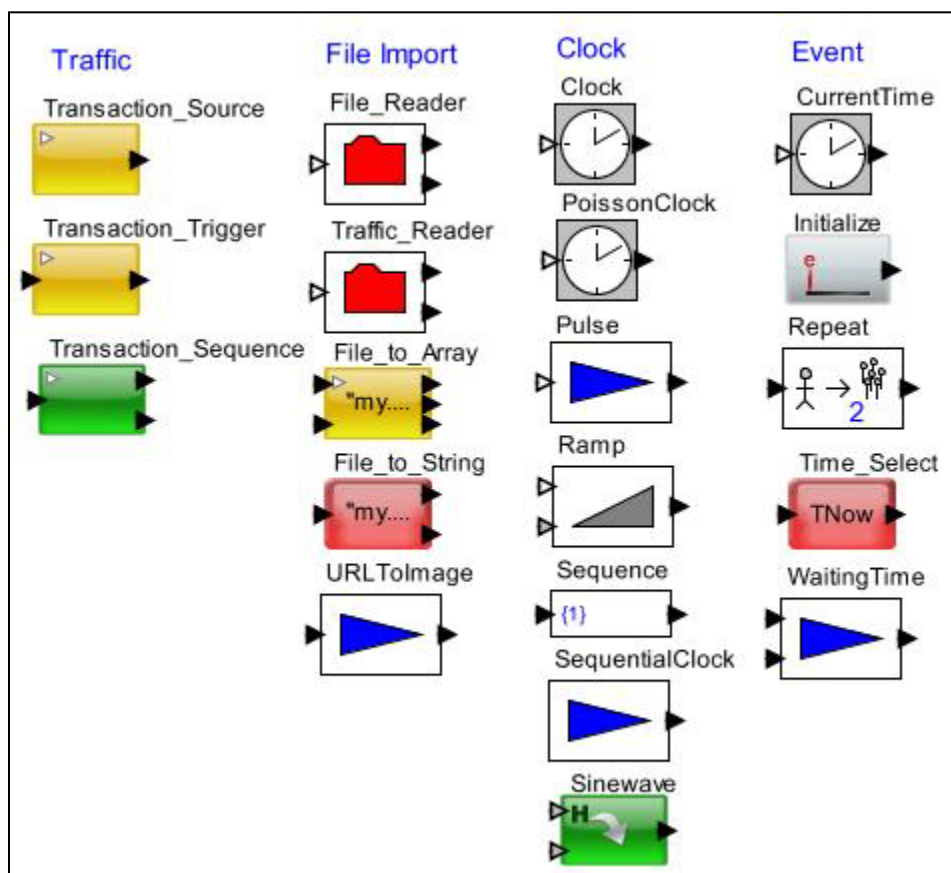 Traffic
Transaction_Source
Transaction_Trigger
Transaction_Sequence
File Import
File_Reader
Traffic_Reader
File_to_Array
"my....
File_to_String
"my....
URLToImage
Clock
Clock
PoissonClock
Pulse
Ramp
Sequence
{1}
SequentialClock
Sinewave
H
Event
CurrentTime
Initialize
e
Repeat
2
Time_Select
TNow
WaitingTime